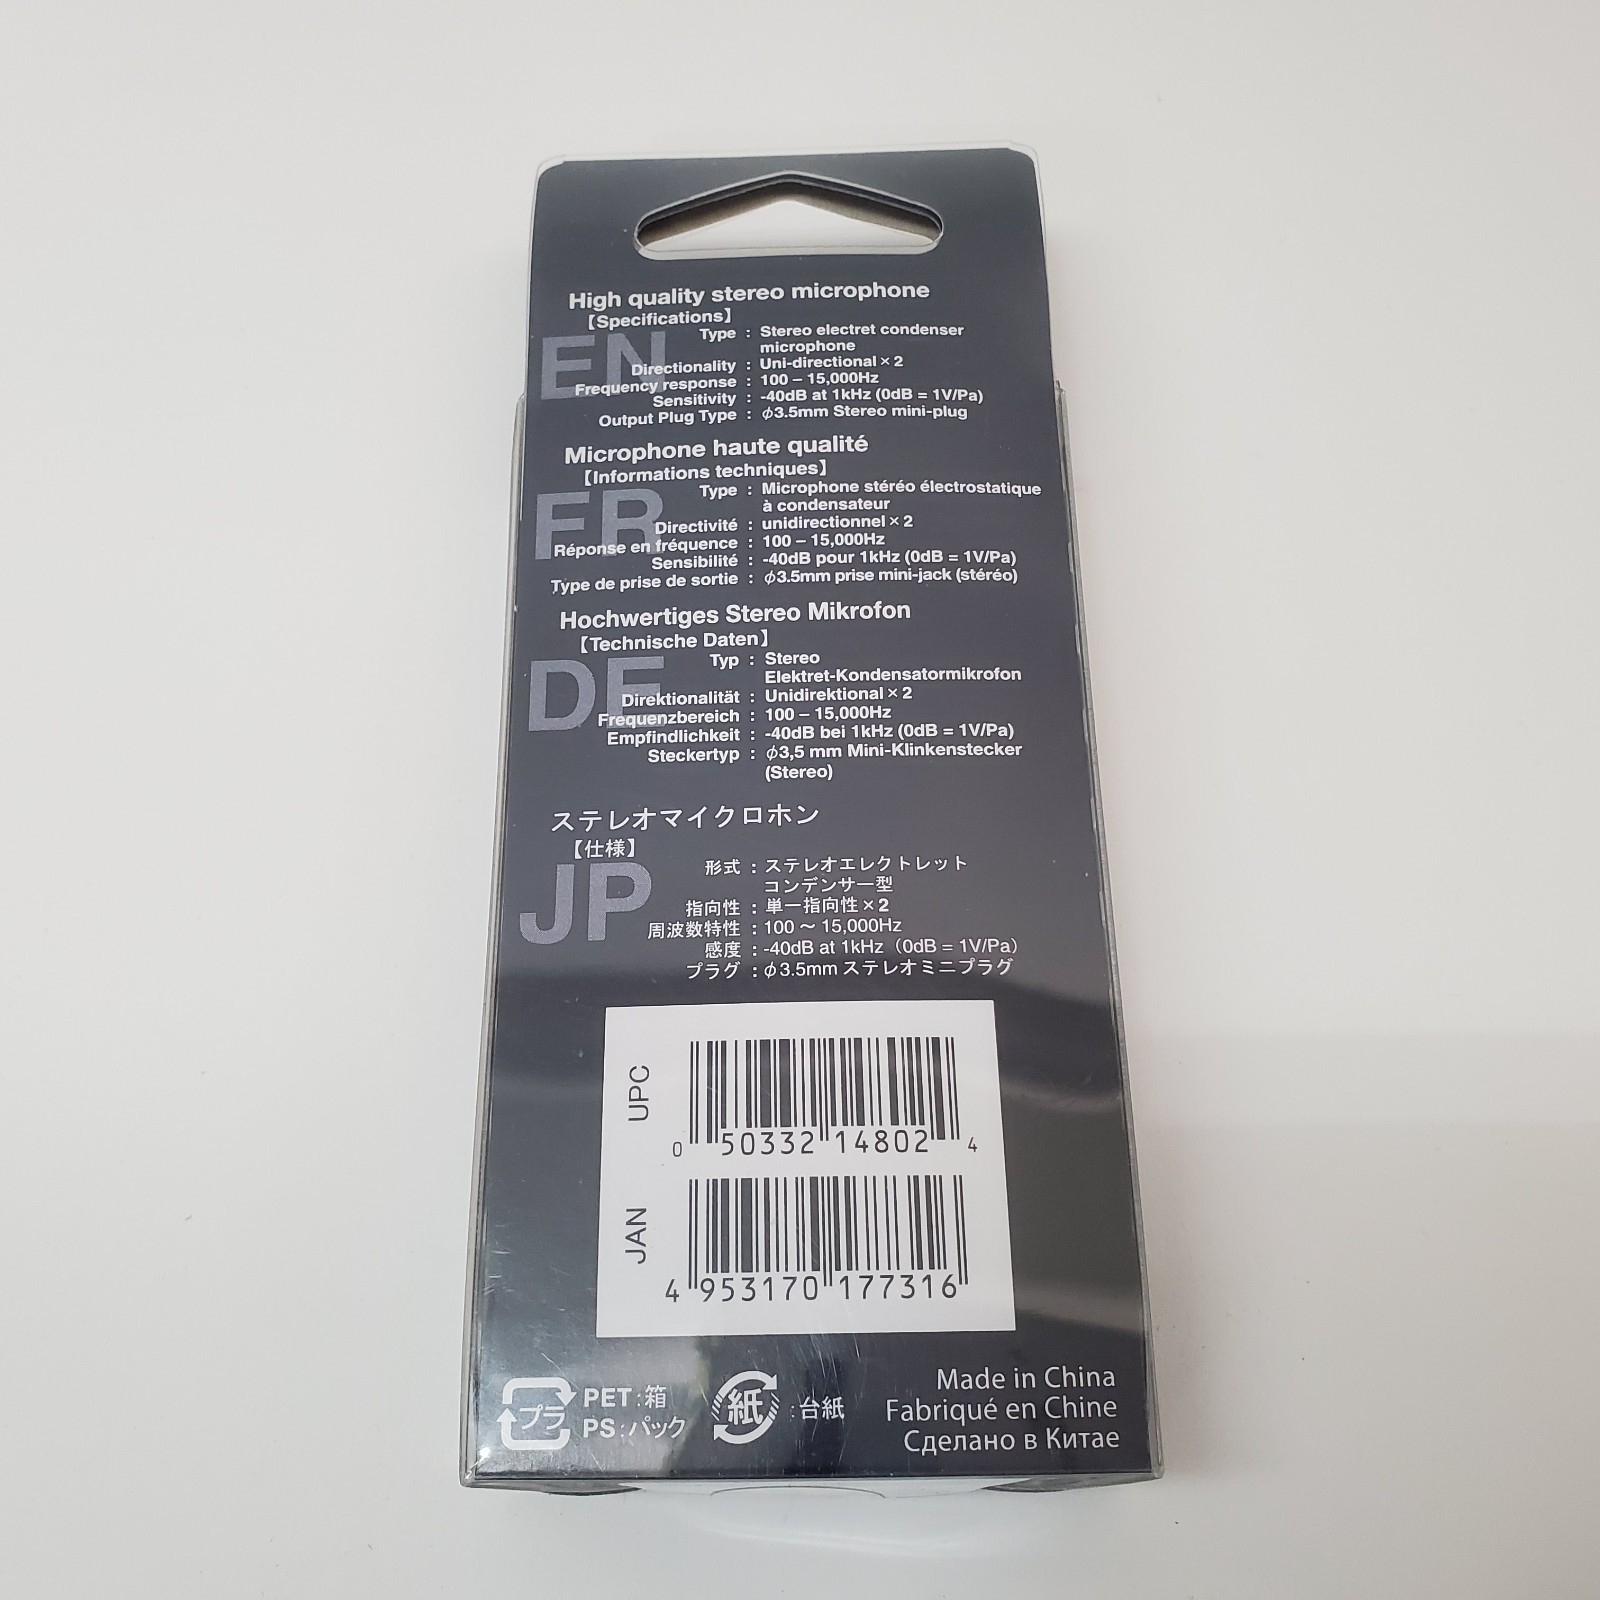 High quality stereo microphone
【Specifications】
EN
Type : Stereo electret condenser
microphone
Directionality : Uni-directional × 2
Frequency response : 100 – 15,000Hz
Sensitivity : -40dB at 1kHz (0dB = 1V/Pa)
Output Plug Type : φ3.5mm Stereo mini-plug
Microphone haute qualité
【Informations techniques】
FR
Type : Microphone stéréo électrostatique
à condensateur
Directivité : unidirectionnel × 2
Réponse en fréquence : 100 – 15,000Hz
Sensibilité : -40dB pour 1kHz (0dB = 1V/Pa)
Type de prise de sortie : φ3.5mm prise mini-jack (stéréo)
Hochwertiges Stereo Mikrofon
【Technische Daten】
DE
Typ : Stereo
Elektret-Kondensatormikrofon
Direktionalität : Unidirektional × 2
Frequenzbereich : 100 – 15,000Hz
Empfindlichkeit : -40dB bei 1kHz (0dB = 1V/Pa)
Steckertyp : φ3,5 mm Mini-Klinkenstecker
(Stereo)
ステレオマイクロホン
【仕様】
JP
形式 : ステレオエレクトレット
コンデンサー型
指向性 : 単一指向性 × 2
周波数特性 : 100 ～ 15,000Hz
感度 : -40dB at 1kHz（0dB = 1V/Pa）
プラグ : φ3.5mm ステレオミニプラグ
UPC
0 50332 14802 4
JAN
4 953170 177316
プラ
PET : 箱
PS : パック
紙 : 台紙
Made in China
Fabriqué en Chine
Сделано в Китае